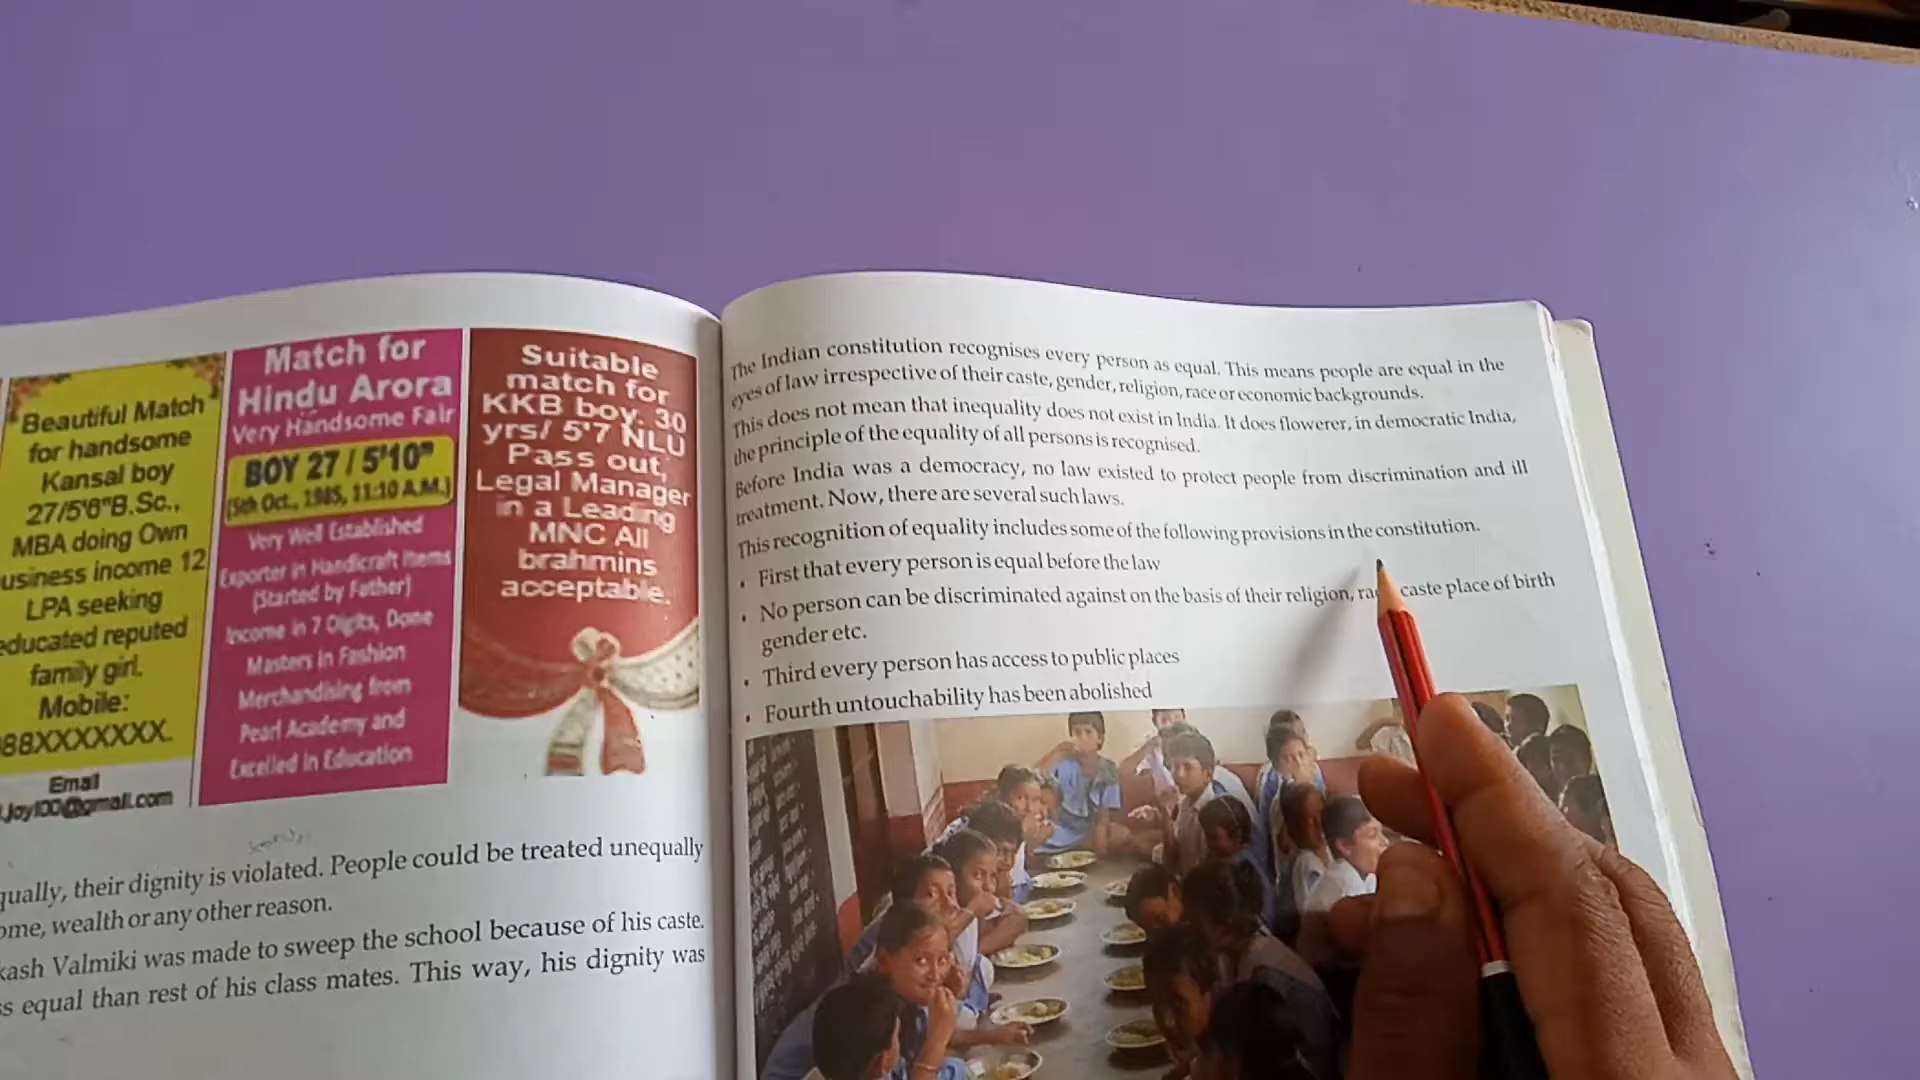 Beautiful Match
for handsome
Kansal boy
27/5'6"B.Sc.,
MBA doing Own
usiness income 12
LPA seeking
educated reputed
family girl.
Mobile:
88XXXXXXX.
Email
joy100@gmail.com
Match for
Hindu Arora
Very Handsome Fair
BOY 27 / 5'10"
(5th Oct., 1985, 11:10 A.M.)
Very Well Established
Exporter in Handicraft Items
(Started by Father)
Income in 7 Digits, Done
Masters in Fashion
Merchandising from
Pearl Academy and
Excelled in Education
Suitable
match for
KKB boy. 30
yrs/ 5'7 NLU
Pass out,
Legal Manager
in a Leading
MNC All
brahmins
acceptable.
qually, their dignity is violated. People could be treated unequally
ome, wealth or any other reason.
kash Valmiki was made to sweep the school because of his caste.
s equal than rest of his class mates. This way, his dignity was
The Indian constitution recognises every person as equal. This means people are equal in the
eyes of law irrespective of their caste, gender, religion, race or economic backgrounds.
This does not mean that inequality does not exist in India. It does flowerer, in democratic India,
the principle of the equality of all persons is recognised.
Before India was a democracy, no law existed to protect people from discrimination and ill
treatment. Now, there are several such laws.
This recognition of equality includes some of the following provisions in the constitution.
• First that every person is equal before the law
• No person can be discriminated against on the basis of their religion, ra caste place of birth
gender etc.
• Third every person has access to public places
• Fourth untouchability has been abolished